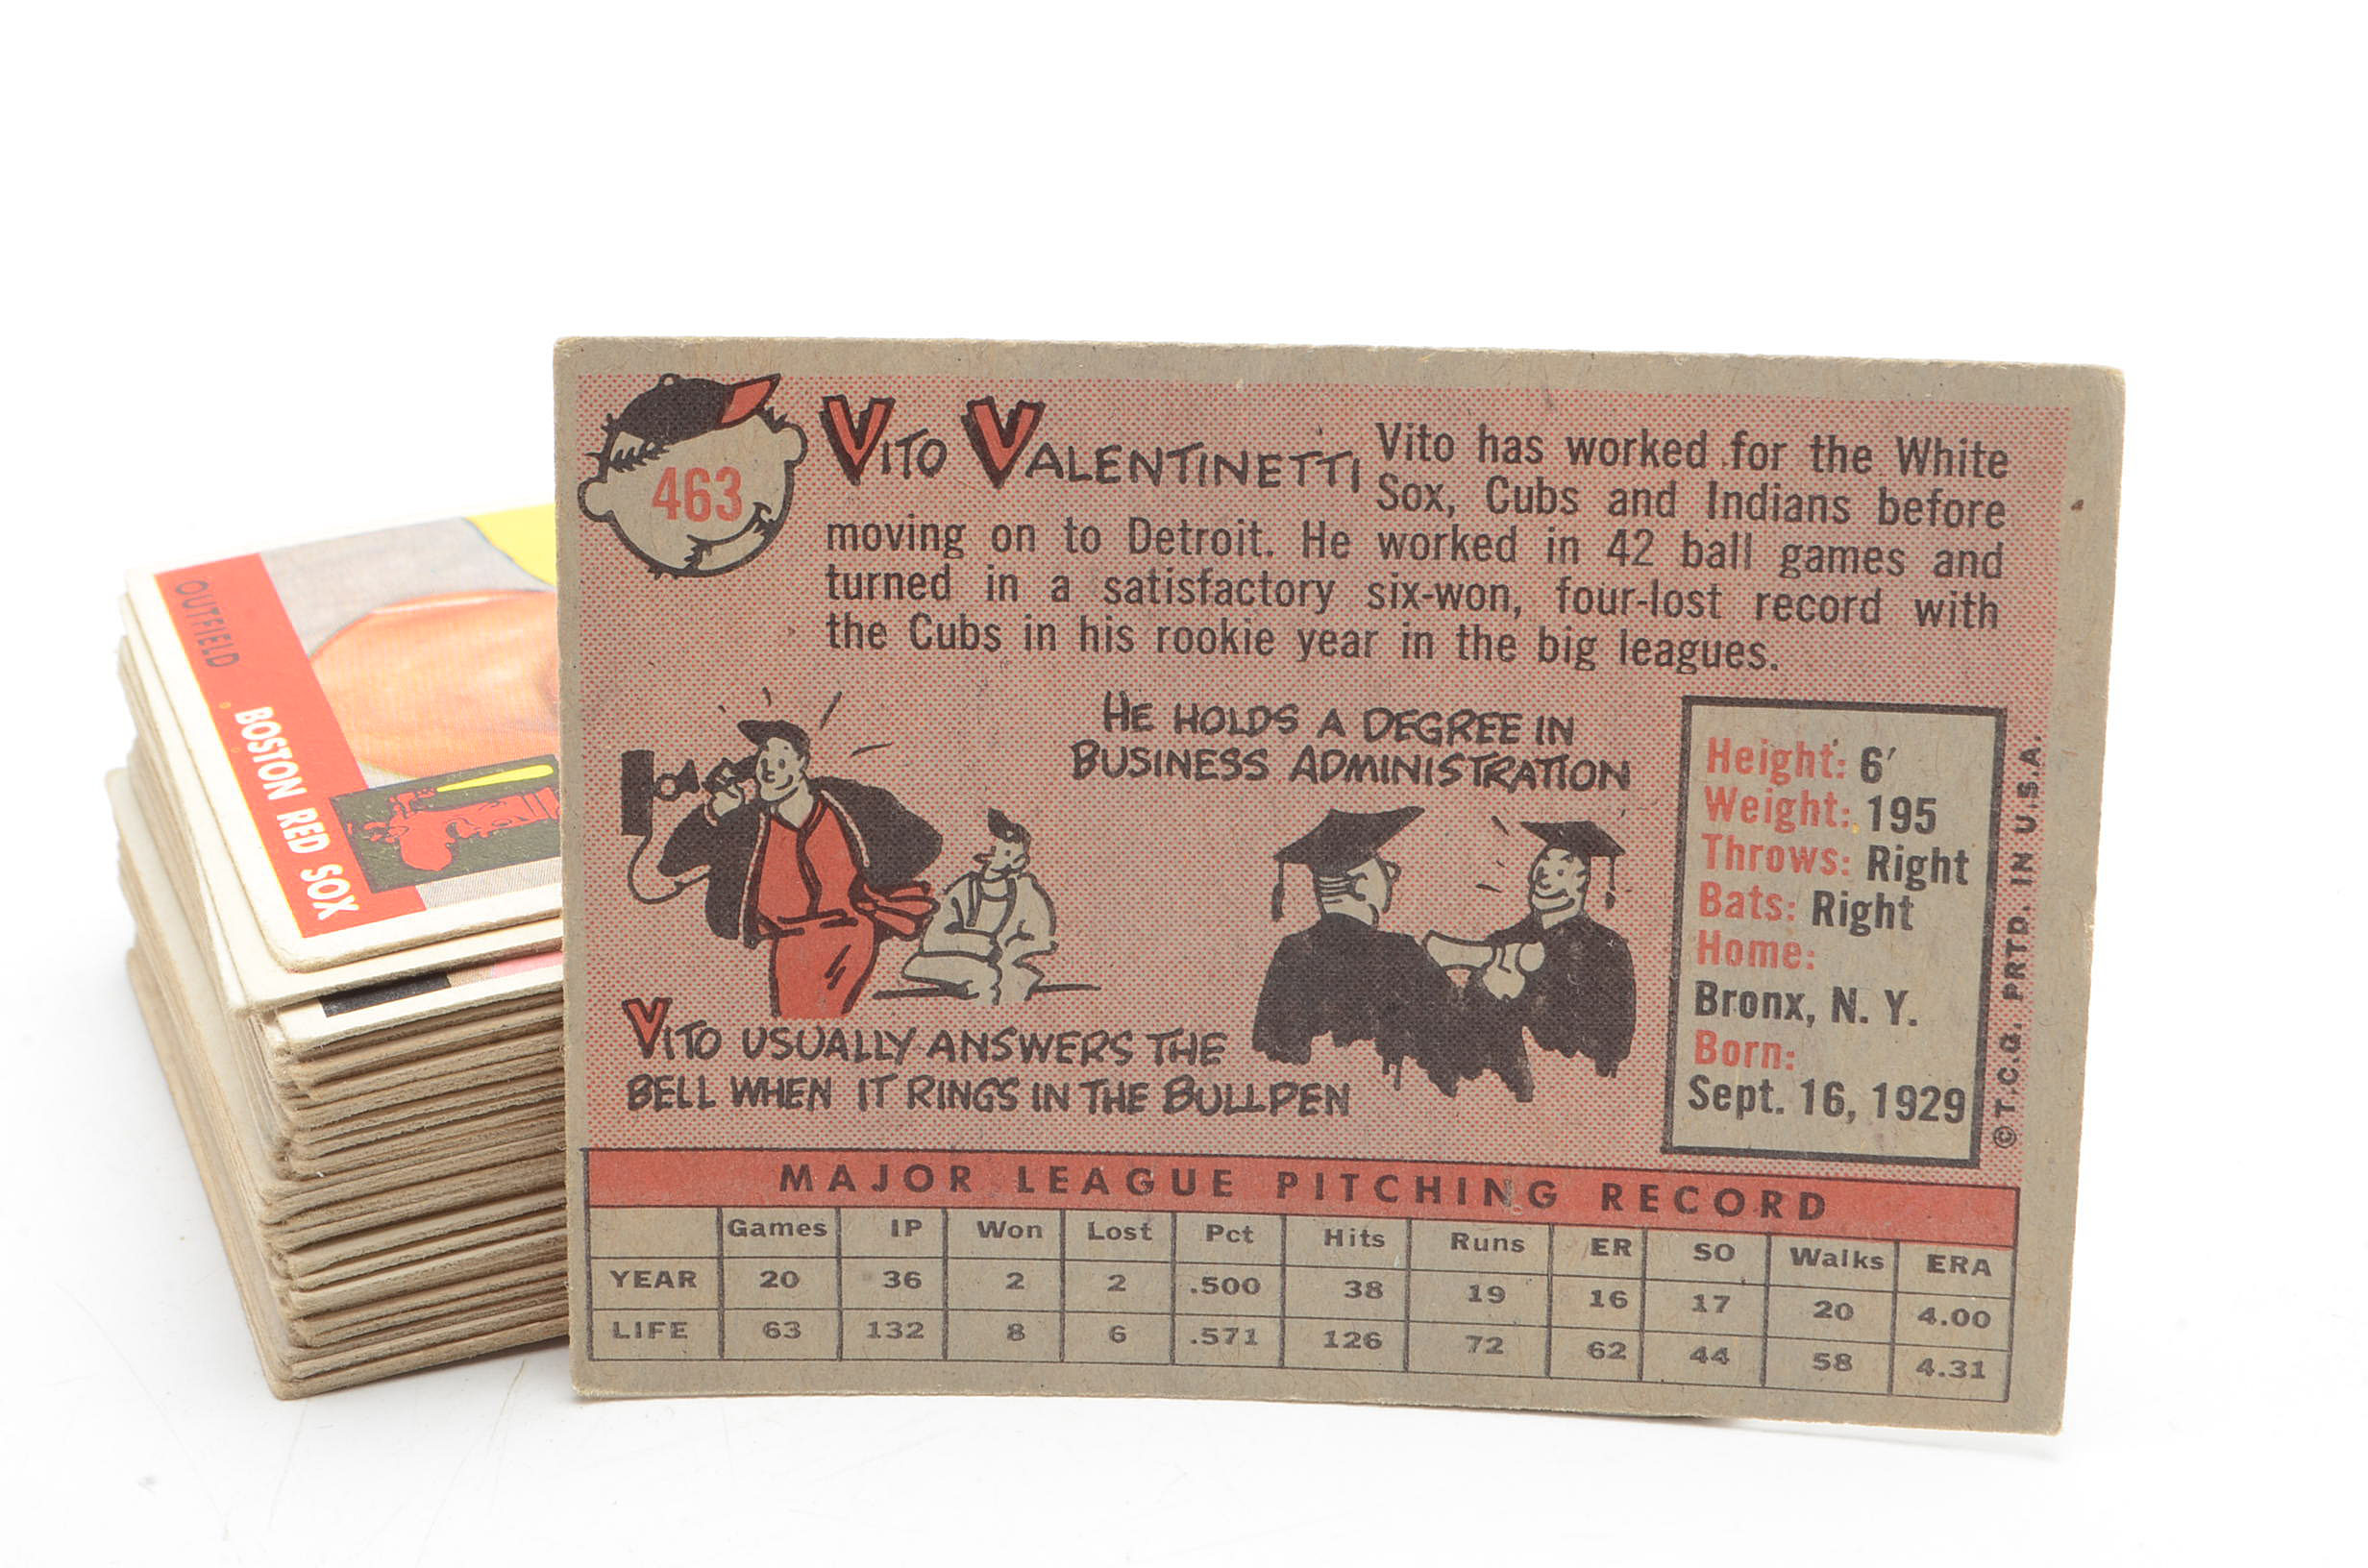 OUTFIELD
BOSTON RED SOX
463
VITO VALENTINETTI
Vito has worked for the White
Sox, Cubs and Indians before
moving on to Detroit. He worked in 42 ball games and
turned in a satisfactory six-won, four-lost record with
the Cubs in his rookie year in the big leagues.
HE HOLDS A DEGREE IN
BUSINESS ADMINISTRATION
VITO USUALLY ANSWERS THE
BELL WHEN IT RINGS IN THE BULLPEN
Height: 6′
Weight: 195
Throws: Right
Bats: Right
Home:
Bronx, N. Y.
Born:
Sept. 16, 1929
© T.C.G. PRTD. IN U.S.A.
MAJOR LEAGUE PITCHING RECORD
Games IP Won Lost Pct Hits Runs ER SO Walks ERA
YEAR 20 36 2 2 .500 38 19 16 17 20 4.00
LIFE 63 132 8 6 .571 126 72 62 44 58 4.31